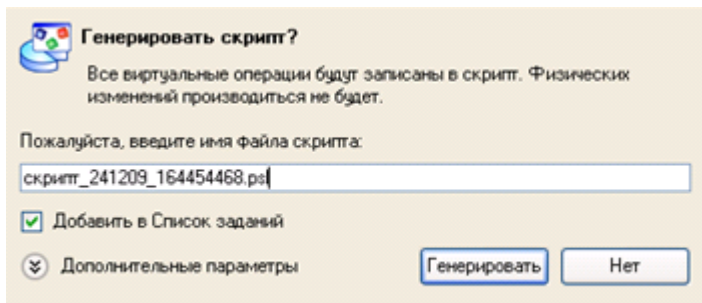 Генерировать скрипт?
Все виртуальные операции будут записаны в скрипт. Физических
изменений производиться не будет.
Пожалуйста, введите имя файла скрипта:
скрипт_241209_164454468.psl
Добавить в Список заданий
Дополнительные параметры
Генерировать
Нет